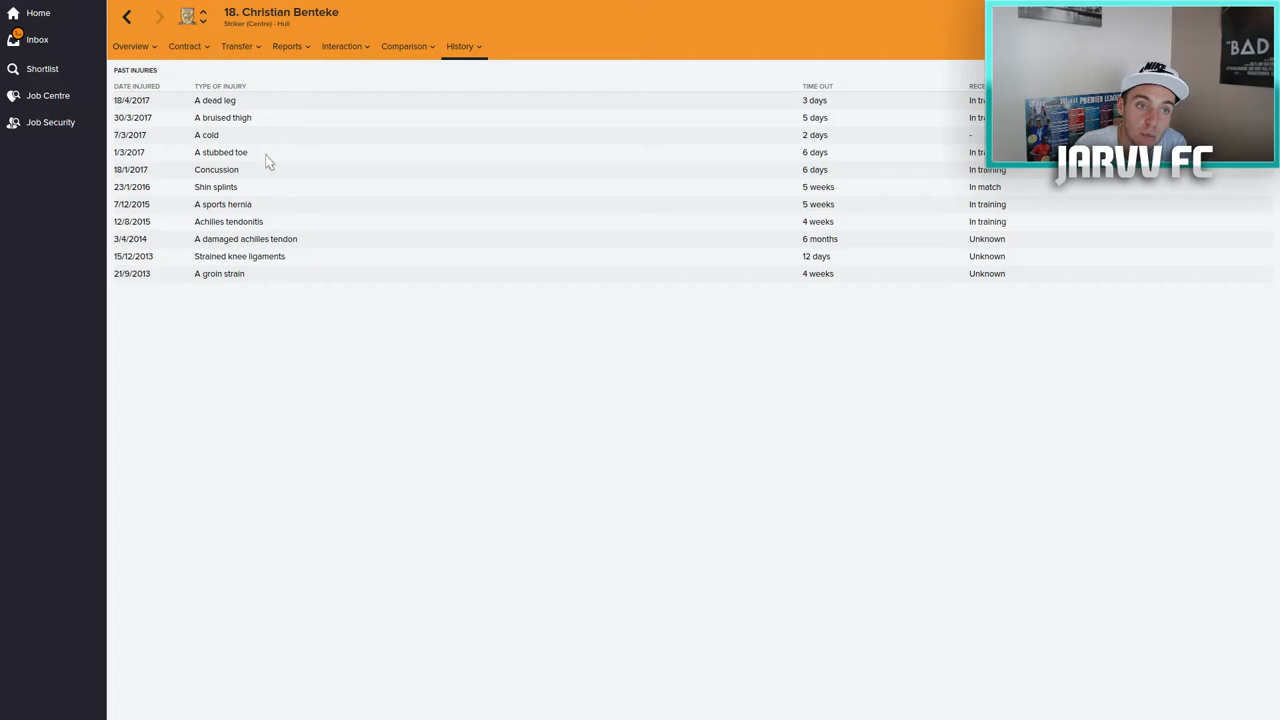 Home
Inbox
Shortlist
Job Centre
Job Security
18. Christian Benteke
Striker (Centre) - Hull
Overview Contract Transfer Reports Interaction Comparison History
PAST INJURIES
DATE INJURED TYPE OF INJURY TIME OUT
18/4/2017 A dead leg 3 days
30/3/2017 A bruised thigh 5 days
7/3/2017 A cold 2 days -
1/3/2017 A stubbed toe 6 days
18/1/2017 Concussion 6 days In training
23/1/2016 Shin splints 5 weeks In match
7/12/2015 A sports hernia 5 weeks In training
12/8/2015 Achilles tendonitis 4 weeks In training
3/4/2014 A damaged achilles tendon 6 months Unknown
15/12/2013 Strained knee ligaments 12 days Unknown
21/9/2013 A groin strain 4 weeks Unknown
BAD
NIKE
PREMIER LEAGUE
JARVV FC